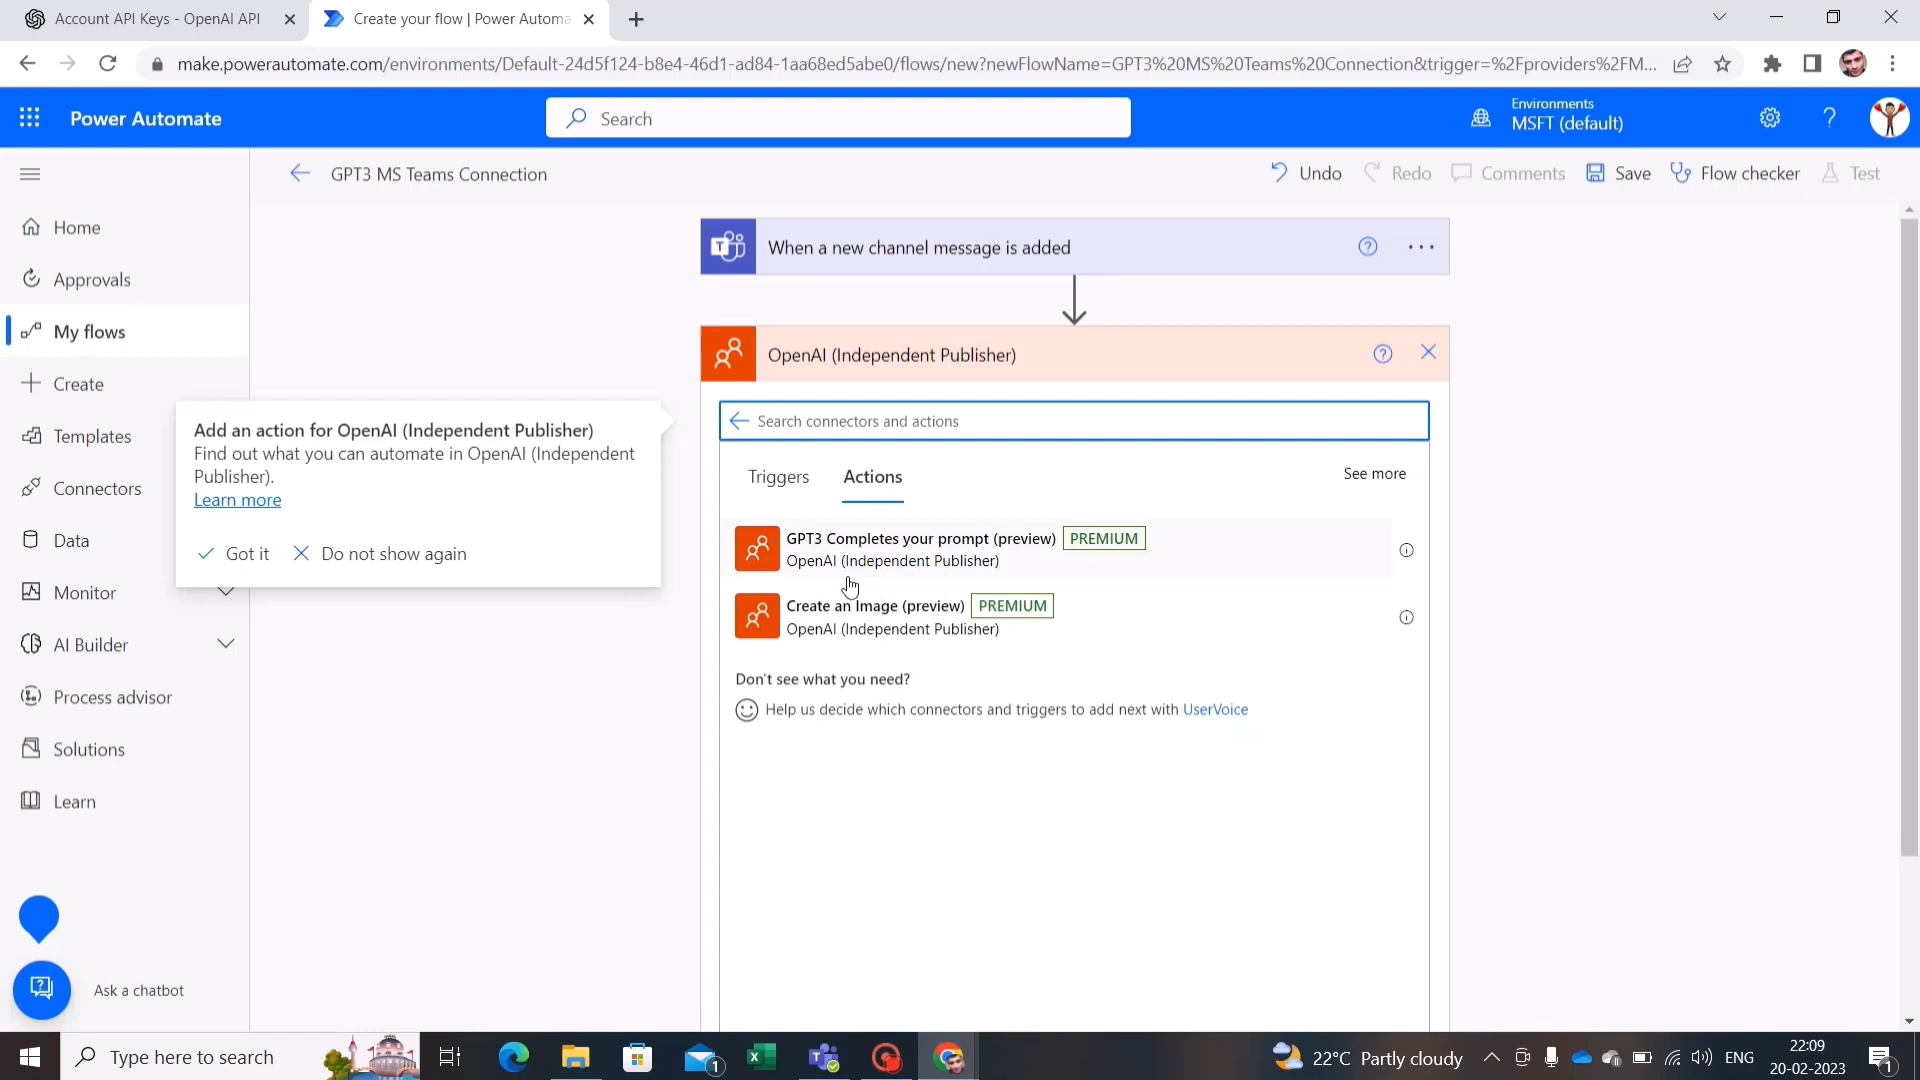 Account API Keys - OpenAI API
Create your flow | Power Automa
make.powerautomate.com/environments/Default-24d5f124-b8e4-46d1-ad84-1aa68ed5abe0/flows/new?newFlowName=GPT3%20MS%20Teams%20Connection&trigger=%2Fproviders%2FM...
Power Automate
Search
Environments
MSFT (default)
GPT3 MS Teams Connection
Undo
Redo
Comments
Save
Flow checker
Test
Home
Approvals
My flows
Create
Templates
Connectors
Data
Monitor
AI Builder
Process advisor
Solutions
Learn
Ask a chatbot
When a new channel message is added
OpenAI (Independent Publisher)
Search connectors and actions
Add an action for OpenAI (Independent Publisher)
Find out what you can automate in OpenAI (Independent
Publisher).
Learn more
Got it
Do not show again
Triggers
Actions
See more
GPT3 Completes your prompt (preview) PREMIUM
OpenAI (Independent Publisher)
Create an Image (preview) PREMIUM
OpenAI (Independent Publisher)
Don't see what you need?
Help us decide which connectors and triggers to add next with UserVoice
Type here to search
1
22°C Partly cloudy
ENG
22:09
20-02-2023
1